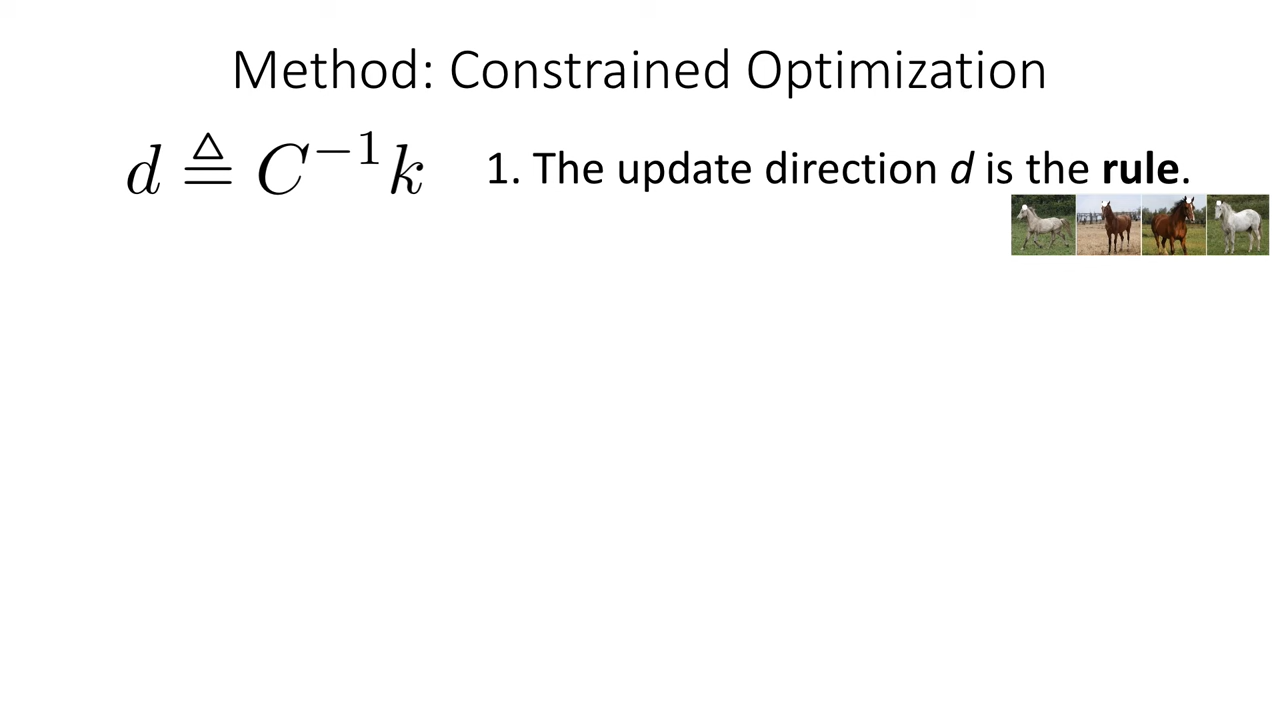 Method: Constrained Optimization
d ≜ C⁻¹k
1. The update direction d is the rule.